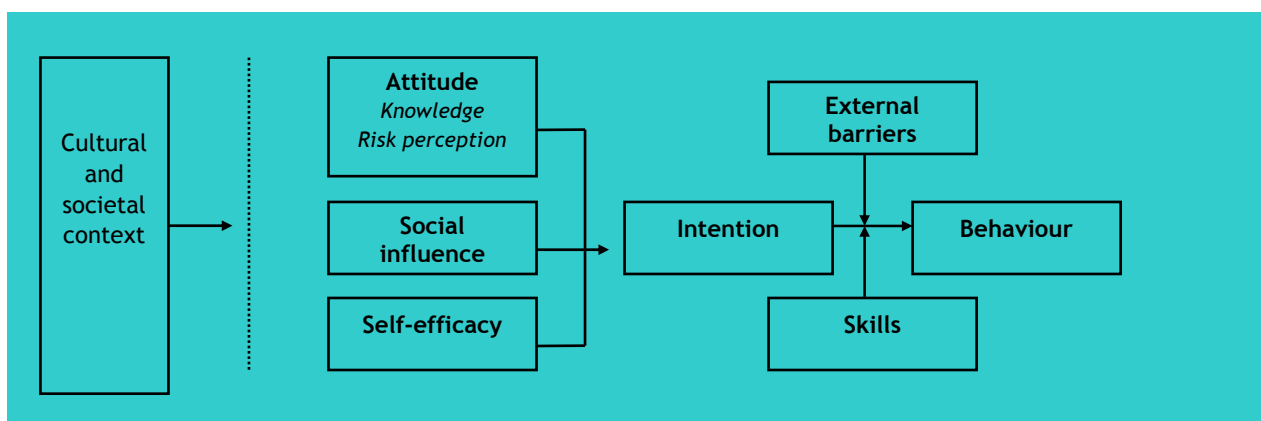 Cultural
and
societal
context
Attitude
Knowledge
Risk perception
Social
influence
Self-efficacy
Intention
External
barriers
Behaviour
Skills